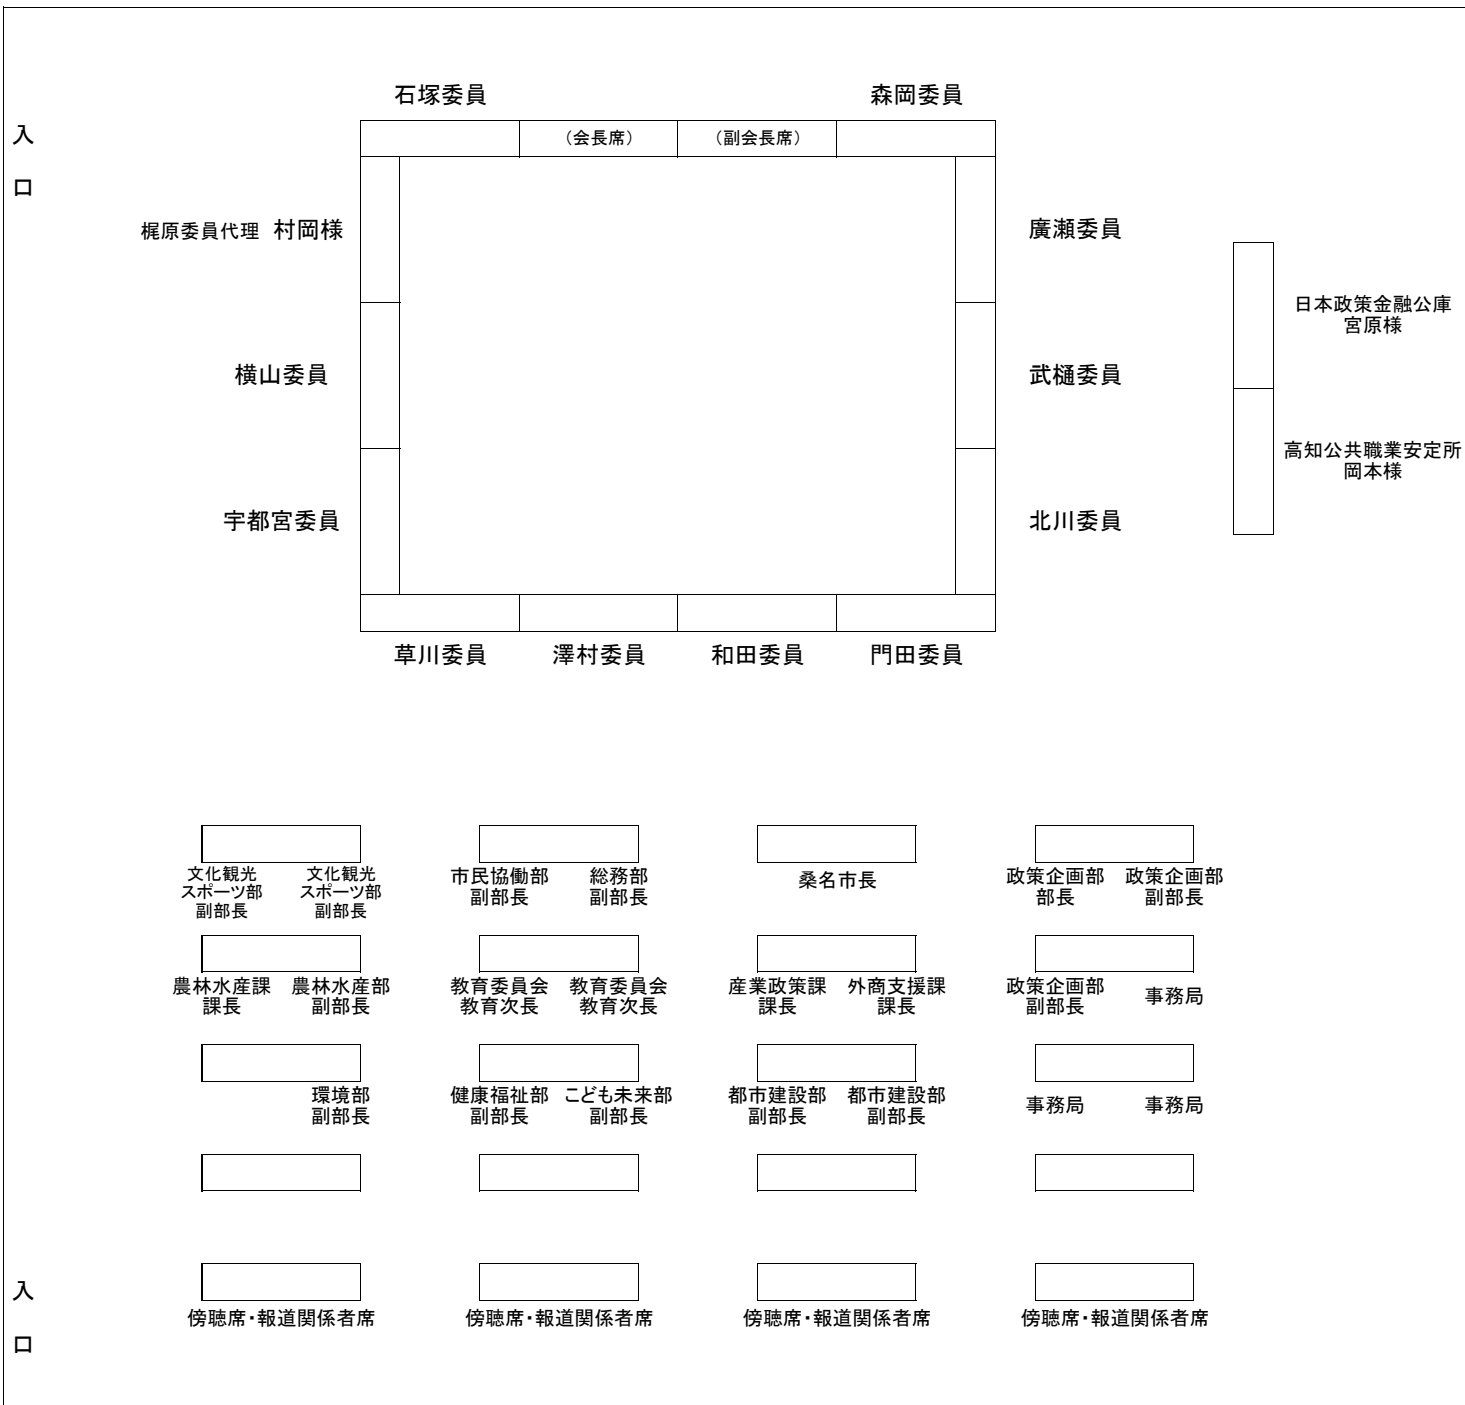 石塚委員
森岡委員
入
口
（会長席）
（副会長席）
梶原委員代理 村岡様
廣瀬委員
日本政策金融公庫
宮原様
横山委員
武樋委員
高知公共職業安定所
岡本様
宇都宮委員
北川委員
草川委員
澤村委員
和田委員
門田委員
文化観光
スポーツ部
副部長
文化観光
スポーツ部
副部長
市民協働部
副部長
総務部
副部長
桑名市長
政策企画部
部長
政策企画部
副部長
農林水産課
課長
農林水産部
副部長
教育委員会
教育次長
教育委員会
教育次長
産業政策課
課長
外商支援課
課長
政策企画部
副部長
事務局
環境部
副部長
健康福祉部
副部長
こども未来部
副部長
都市建設部
副部長
都市建設部
副部長
事務局
事務局
入
口
傍聴席・報道関係者席
傍聴席・報道関係者席
傍聴席・報道関係者席
傍聴席・報道関係者席